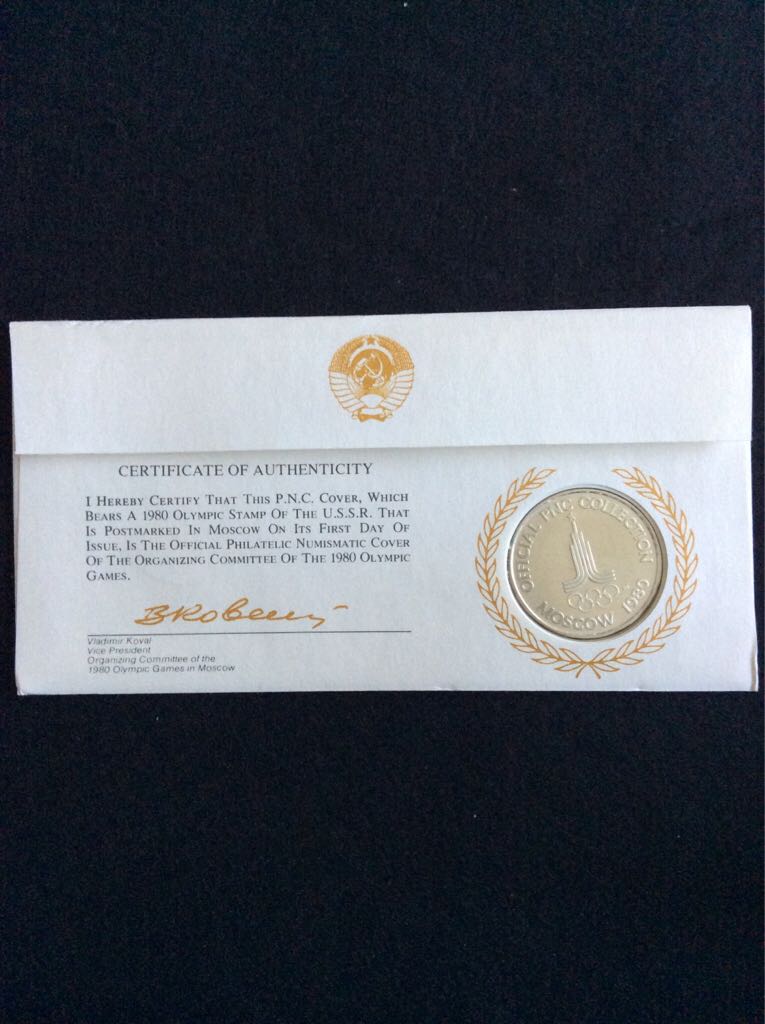 CERTIFICATE OF AUTHENTICITY
I HEREBY CERTIFY THAT THIS P.N.C. COVER, WHICH
BEARS A 1980 OLYMPIC STAMP OF THE U.S.S.R. THAT
IS POSTMARKED IN MOSCOW ON ITS FIRST DAY OF
ISSUE, IS THE OFFICIAL PHILATELIC NUMISMATIC COVER
OF THE ORGANIZING COMMITTEE OF THE 1980 OLYMPIC
GAMES.
ВКоваль
Vladimir Koval
Vice President
Organizing Committee of the
1980 Olympic Games in Moscow
OFFICIAL PNC COLLECTION
MOSCOW 1980